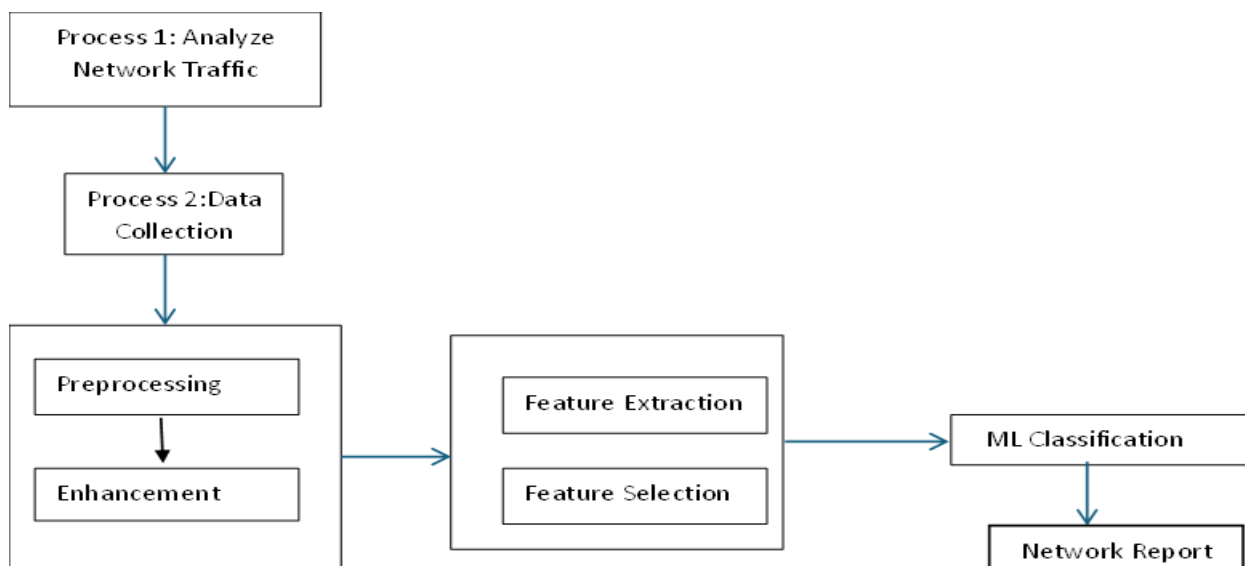 Process 1: Analyze
Network Traffic
Process 2:Data
Collection
Preprocessing
Enhancement
Feature Extraction
Feature Selection
ML Classification
Network Report